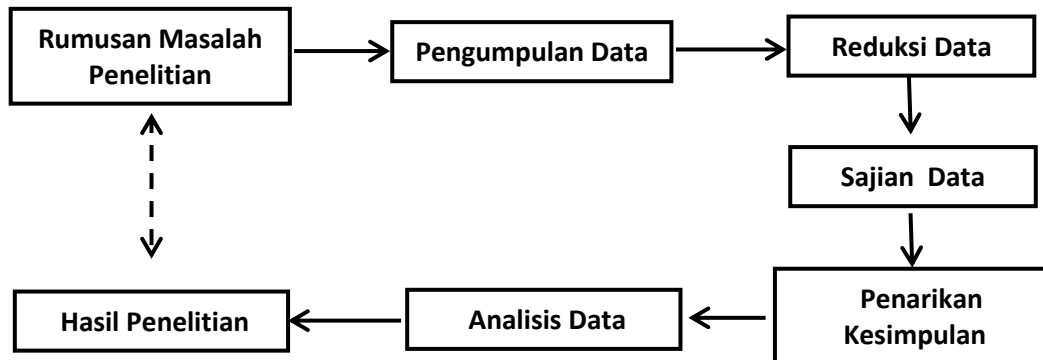 Rumusan Masalah
Penelitian
Pengumpulan Data
Reduksi Data
Sajian Data
Penarikan
Kesimpulan
Analisis Data
Hasil Penelitian